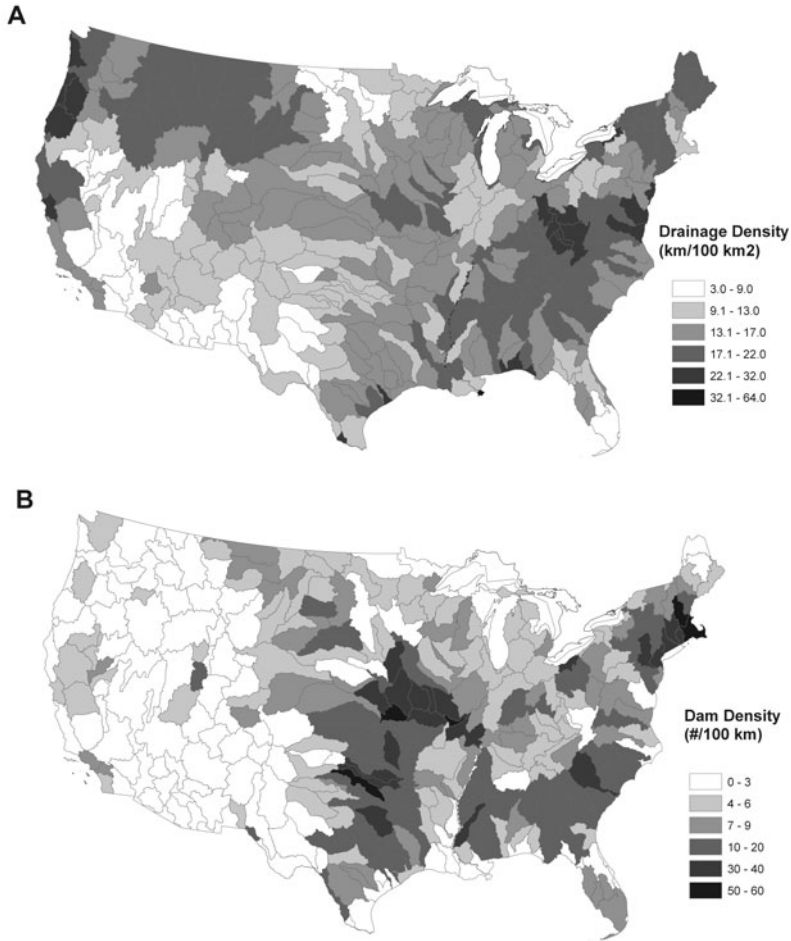 A
Drainage Density
(km/100 km2)
3.0 - 9.0
9.1 - 13.0
13.1 - 17.0
17.1 - 22.0
22.1 - 32.0
32.1 - 64.0
B
Dam Density
(#/100 km)
0 - 3
4 - 6
7 - 9
10 - 20
30 - 40
50 - 60